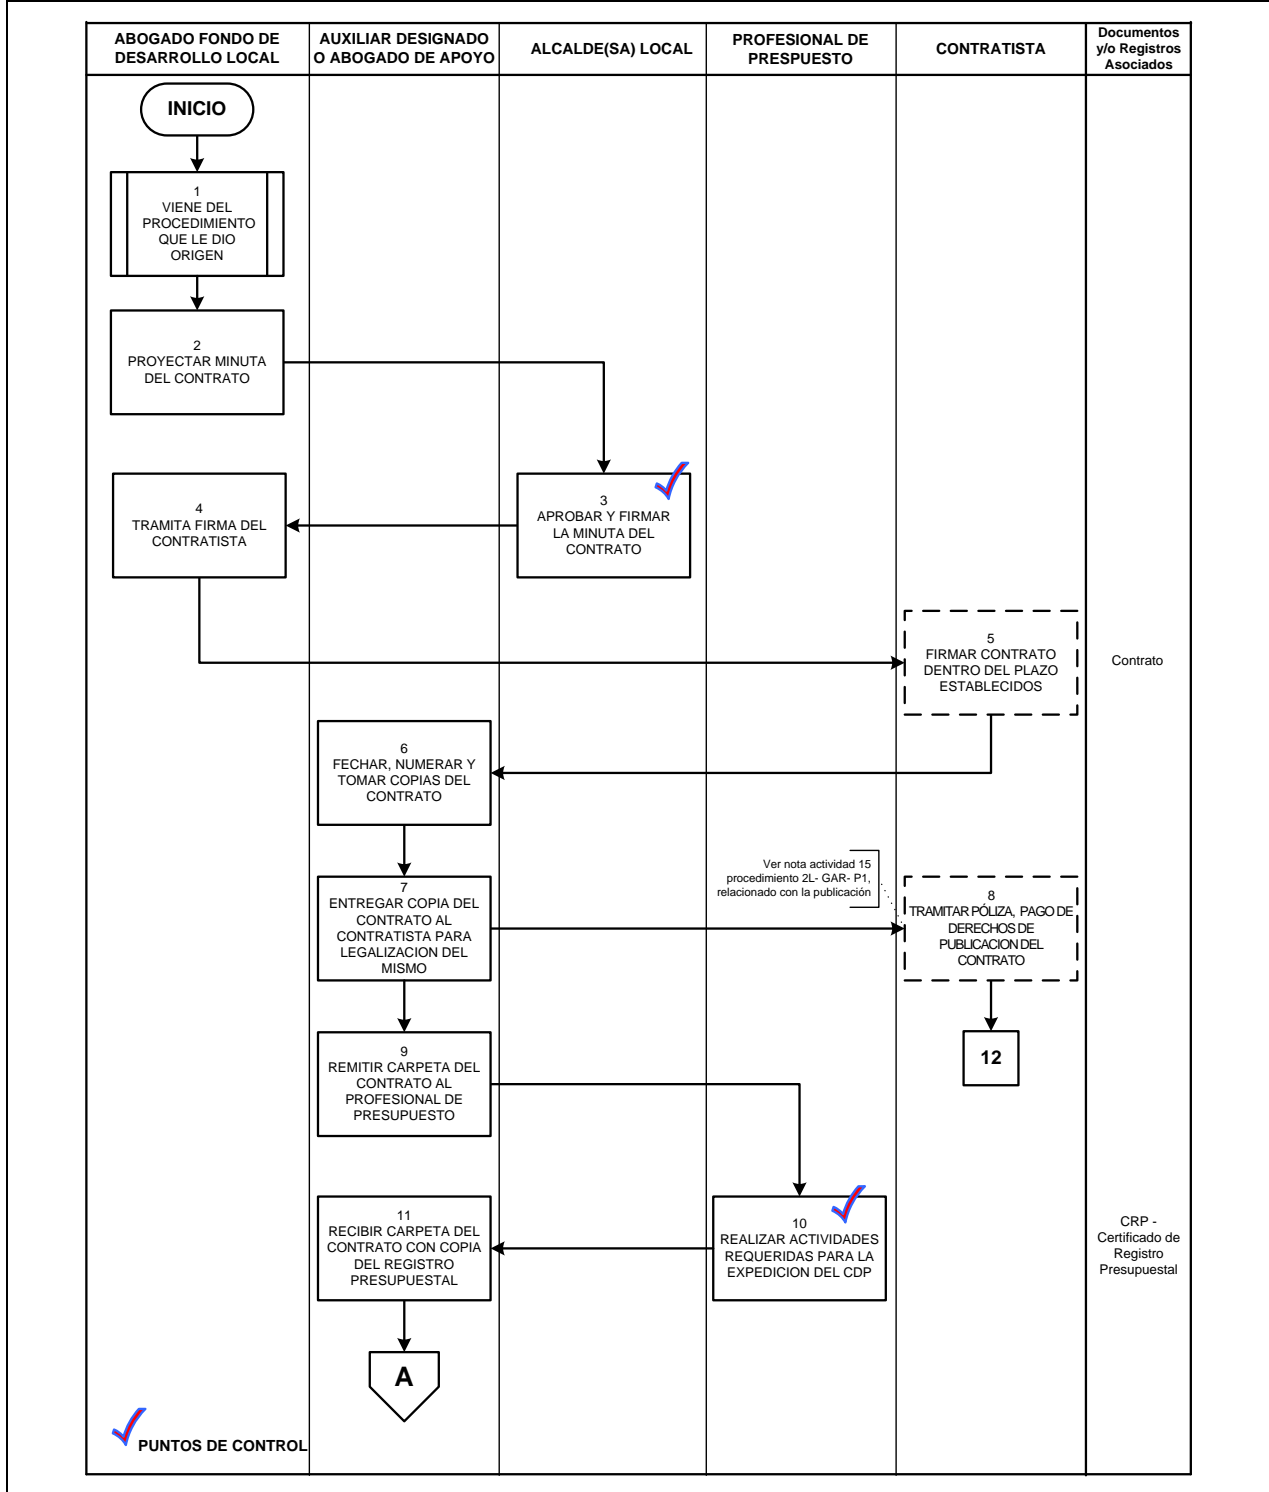 ABOGADO FONDO DE
DESARROLLO LOCAL
AUXILIAR DESIGNADO
O ABOGADO DE APOYO
ALCALDE(SA) LOCAL
PROFESIONAL DE
PRESPUESTO
CONTRATISTA
Documentos
y/o Registros
Asociados
INICIO
1
VIENE DEL
PROCEDIMIENTO
QUE LE DIO
ORIGEN
2
PROYECTAR MINUTA
DEL CONTRATO
3
APROBAR Y FIRMAR
LA MINUTA DEL
CONTRATO
4
TRAMITA FIRMA DEL
CONTRATISTA
5
FIRMAR CONTRATO
DENTRO DEL PLAZO
ESTABLECIDOS
Contrato
6
FECHAR, NUMERAR Y
TOMAR COPIAS DEL
CONTRATO
7
ENTREGAR COPIA DEL
CONTRATO AL
CONTRATISTA PARA
LEGALIZACION DEL
MISMO
Ver nota actividad 15
procedimiento 2L- GAR- P1,
relacionado con la publicación
8
TRAMITAR PÓLIZA, PAGO DE
DERECHOS DE
PUBLICACION DEL
CONTRATO
12
9
REMITIR CARPETA DEL
CONTRATO AL
PROFESIONAL DE
PRESUPUESTO
10
REALIZAR ACTIVIDADES
REQUERIDAS PARA LA
EXPEDICION DEL CDP
11
RECIBIR CARPETA DEL
CONTRATO CON COPIA
DEL REGISTRO
PRESUPUESTAL
CRP -
Certificado de
Registro
Presupuestal
A
PUNTOS DE CONTROL